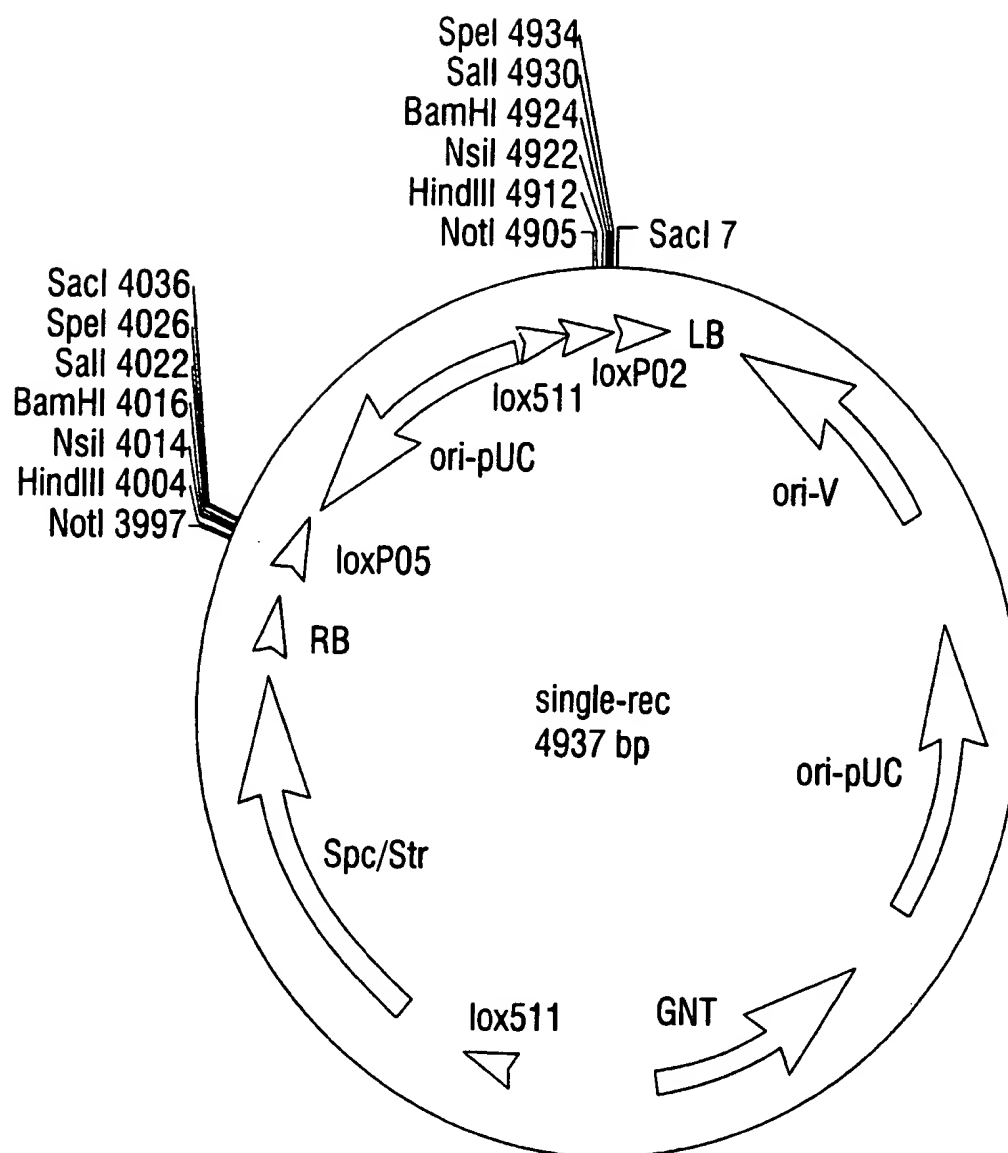 SpeI 4934
SalI 4930
BamHI 4924
NsiI 4922
HindIII 4912
NotI 4905
SacI 7
SacI 4036
SpeI 4026
SalI 4022
BamHI 4016
NsiI 4014
HindIII 4004
NotI 3997
LB
loxP02
lox511
ori-pUC
ori-V
loxP05
RB
single-rec
4937 bp
ori-pUC
Spc/Str
lox511
GNT